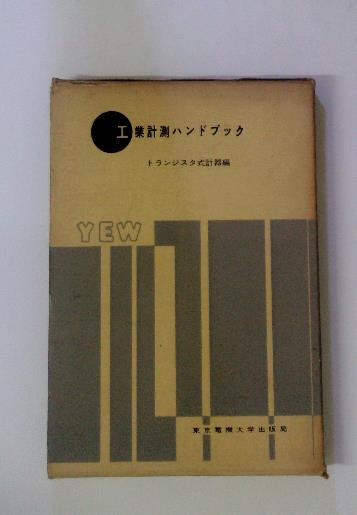 工業計測ハンドブック
トランジスタ式計器編
YEW
東京電機大学出版局